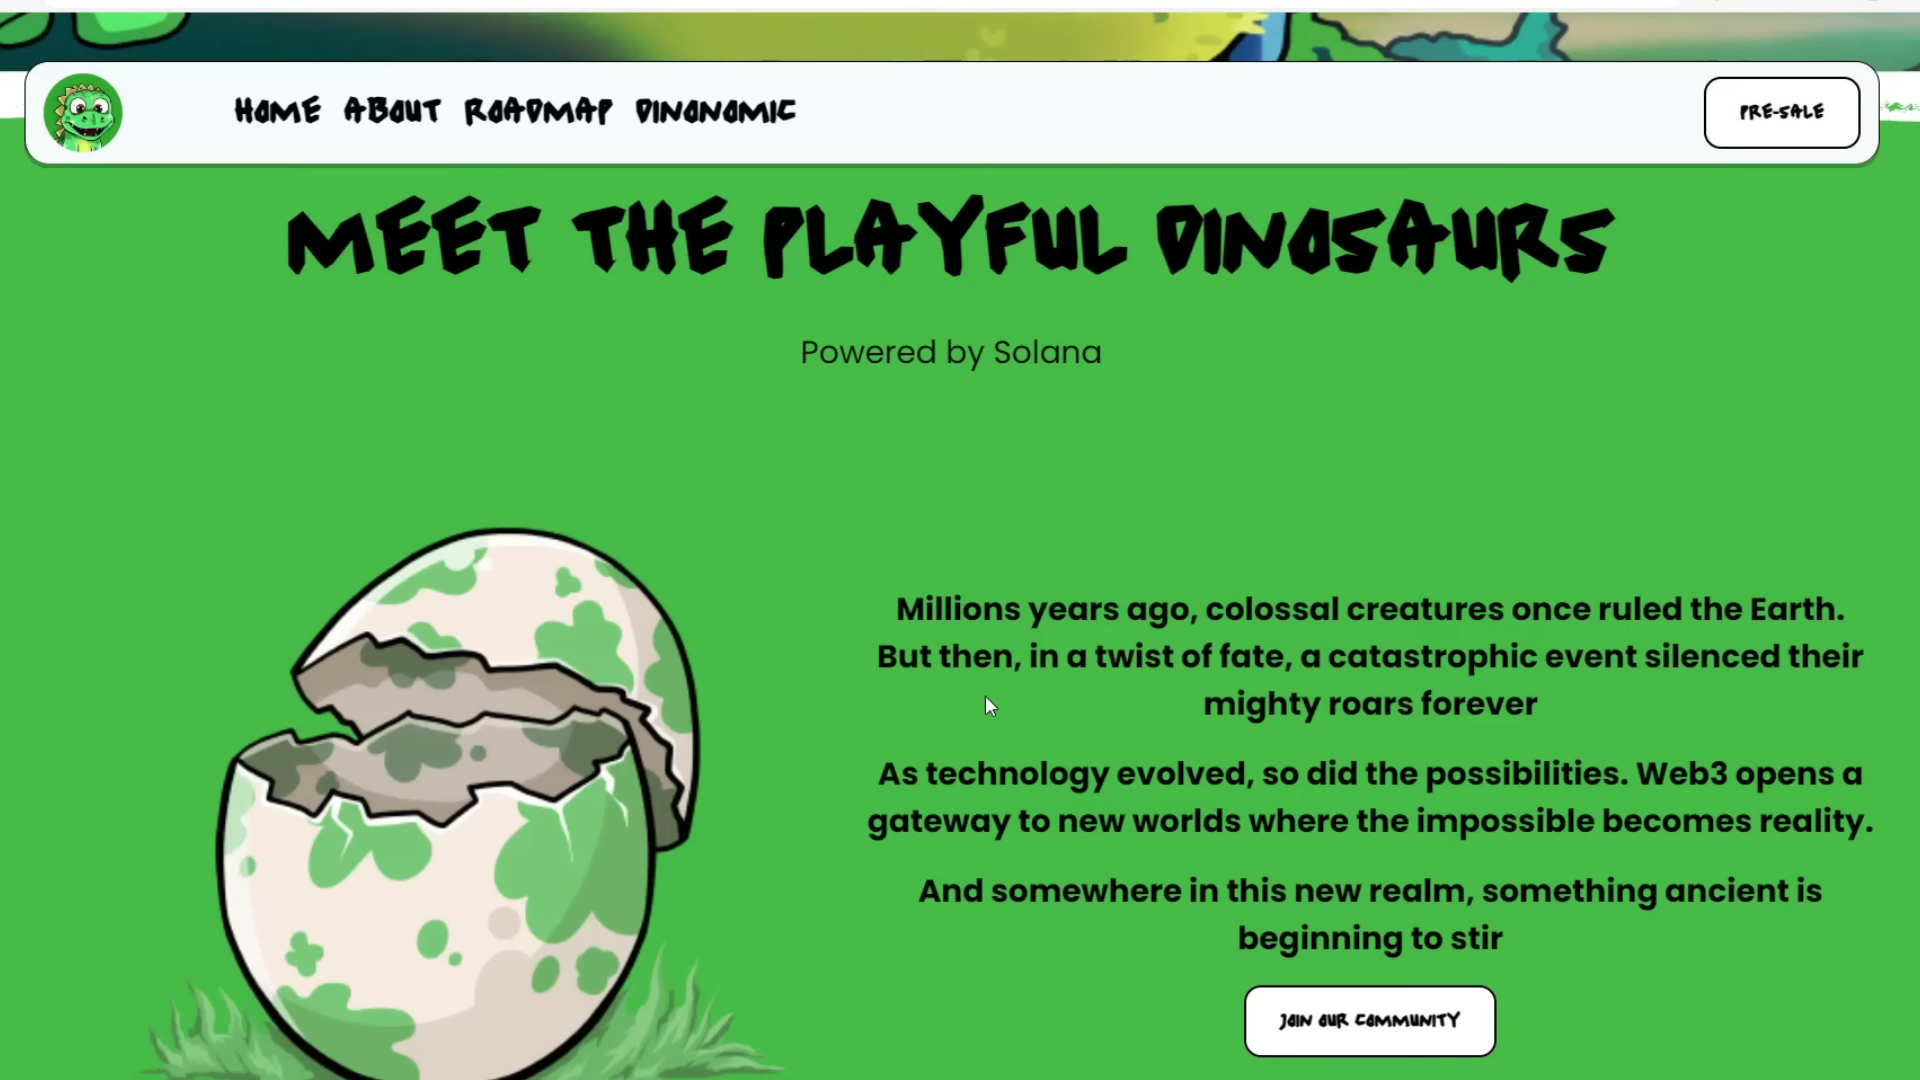 HOME ABOUT ROADMAP DINONOMIC
PRE-SALE
MEET THE PLAYFUL DINOSAURS
Powered by Solana
Millions years ago, colossal creatures once ruled the Earth.
But then, in a twist of fate, a catastrophic event silenced their
mighty roars forever
As technology evolved, so did the possibilities. Web3 opens a
gateway to new worlds where the impossible becomes reality.
And somewhere in this new realm, something ancient is
beginning to stir
JOIN OUR COMMUNITY